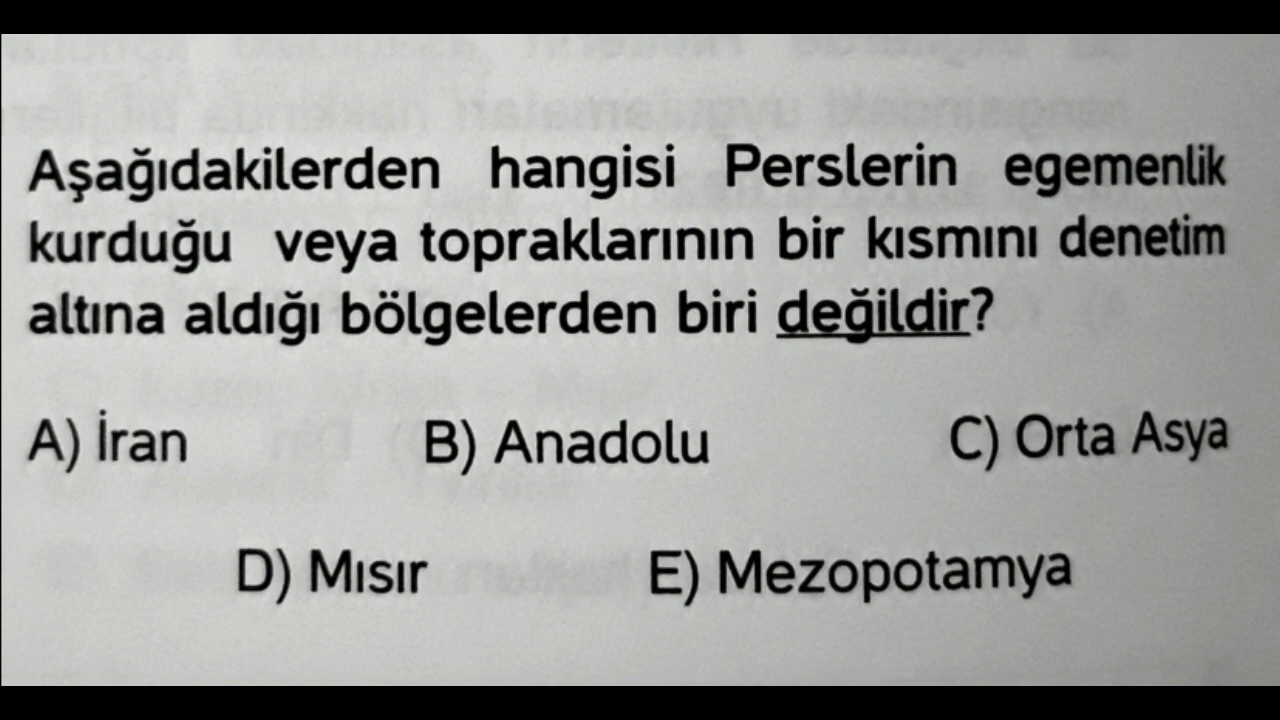 Aşağıdakilerden hangisi Perslerin egemenlik
kurduğu veya topraklarının bir kısmını denetim
altına aldığı bölgelerden biri değildir?
A) İran B) Anadolu C) Orta Asya
D) Mısır E) Mezopotamya